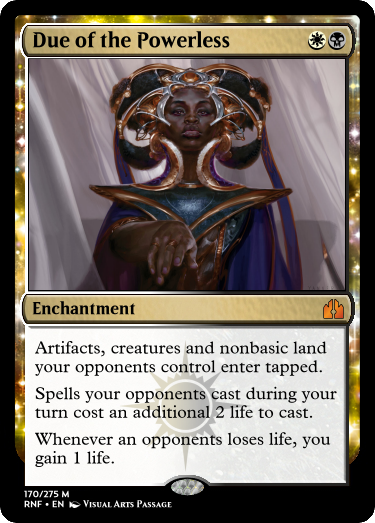 Due of the Powerless
Enchantment
Artifacts, creatures and nonbasic land
your opponents control enter tapped.
Spells your opponents cast during your
turn cost an additional 2 life to cast.
Whenever an opponents loses life, you
gain 1 life.
170/275 M
RNF • EN Visual Arts Passage